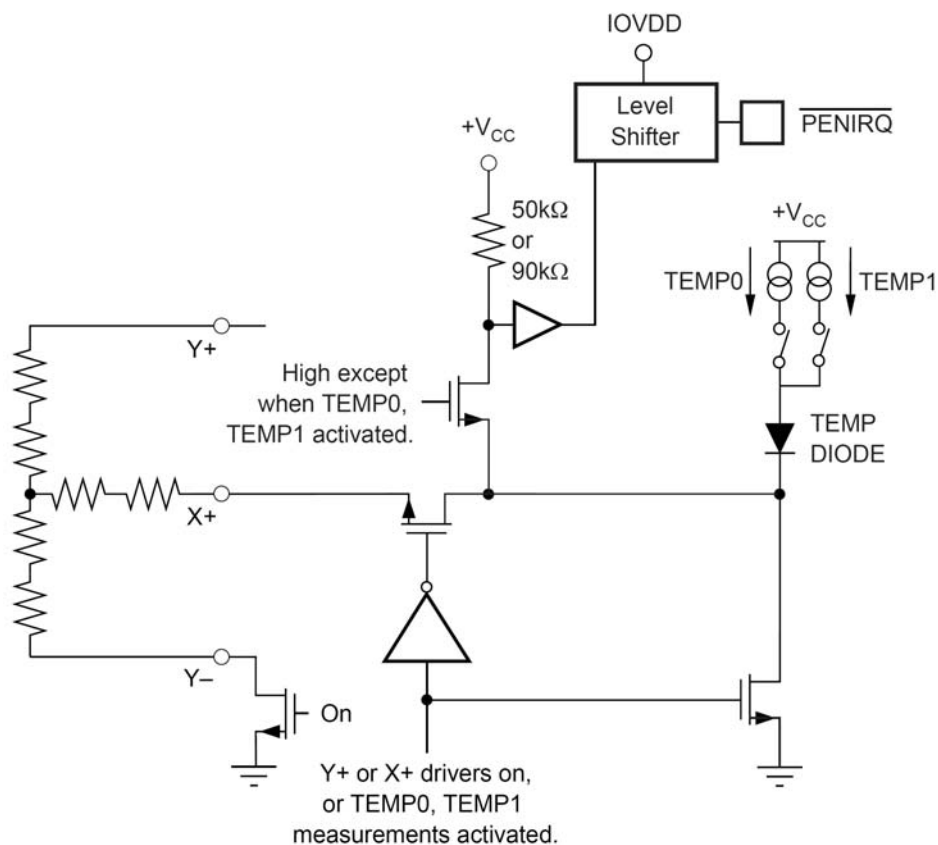 IOVDD
Level
Shifter
PENIRQ
+VCC
50kΩ
or
90kΩ
+VCC
TEMP0
TEMP1
Y+
High except
when TEMP0,
TEMP1 activated.
TEMP
DIODE
X+
Y–
On
Y+ or X+ drivers on,
or TEMP0, TEMP1
measurements activated.